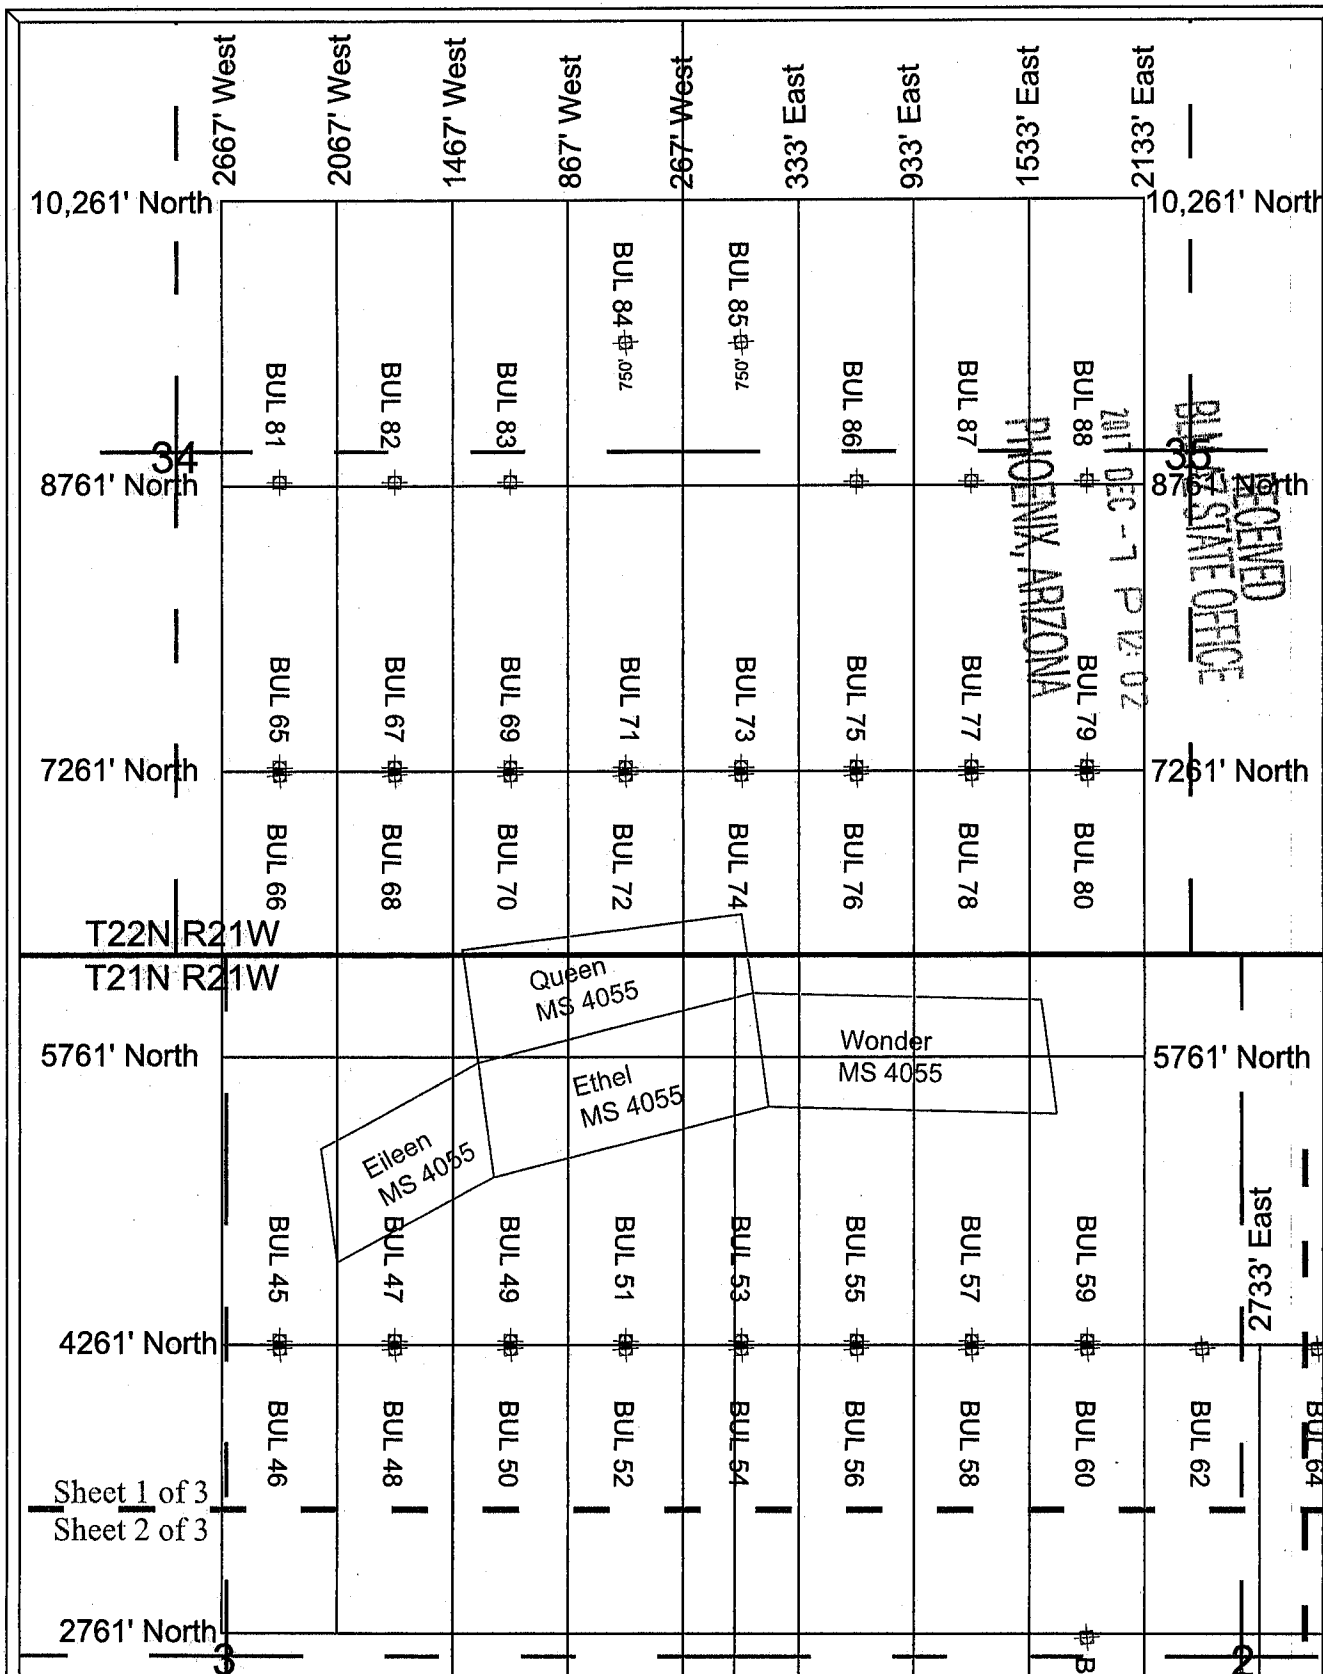 2667' West
2067' West
1467' West
867' West
267' West
333' East
933' East
1533' East
2133' East
10,261' North
10,261' North
BUL 84
750'
BUL 85
750'
BUL 81
BUL 82
BUL 83
BUL 86
BUL 87
BUL 88
34
35
8761' North
8761' North
RECEIVED
BLM AZ STATE OFFICE
2017 DEC -7 P 12:02
PHOENIX, ARIZONA
BUL 65
BUL 67
BUL 69
BUL 71
BUL 73
BUL 75
BUL 77
BUL 79
7261' North
7261' North
BUL 66
BUL 68
BUL 70
BUL 72
BUL 74
BUL 76
BUL 78
BUL 80
T22N R21W
T21N R21W
Queen
MS 4055
5761' North
Wonder
MS 4055
5761' North
Ethel
MS 4055
Eileen
MS 4055
2733' East
BUL 45
BUL 47
BUL 49
BUL 51
BUL 53
BUL 55
BUL 57
BUL 59
4261' North
BUL 46
BUL 48
BUL 50
BUL 52
BUL 54
BUL 56
BUL 58
BUL 60
BUL 62
BUL 64
Sheet 1 of 3
Sheet 2 of 3
2761' North
B
3
2